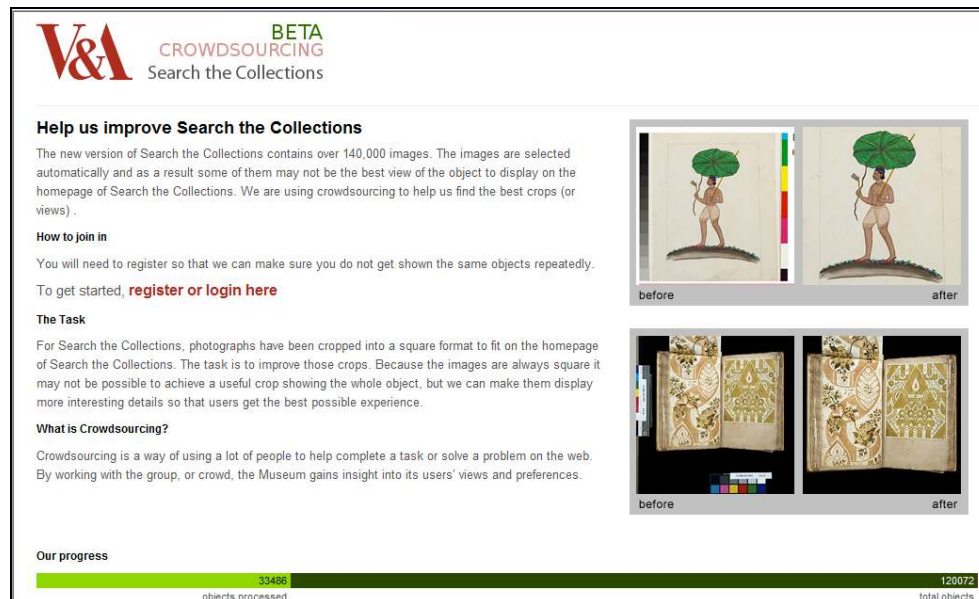 V&A
BETA
CROWDSOURCING
Search the Collections
Help us improve Search the Collections
The new version of Search the Collections contains over 140,000 images. The images are selected
automatically and as a result some of them may not be the best view of the object to display on the
homepage of Search the Collections. We are using crowdsourcing to help us find the best crops (or
views) .
How to join in
You will need to register so that we can make sure you do not get shown the same objects repeatedly.
To get started, register or login here
The Task
For Search the Collections, photographs have been cropped into a square format to fit on the homepage
of Search the Collections. The task is to improve those crops. Because the images are always square it
may not be possible to achieve a useful crop showing the whole object, but we can make them display
more interesting details so that users get the best possible experience.
What is Crowdsourcing?
Crowdsourcing is a way of using a lot of people to help complete a task or solve a problem on the web.
By working with the group, or crowd, the Museum gains insight into its users' views and preferences.
before after
before after
Our progress
33486 120072
objects processed total objects